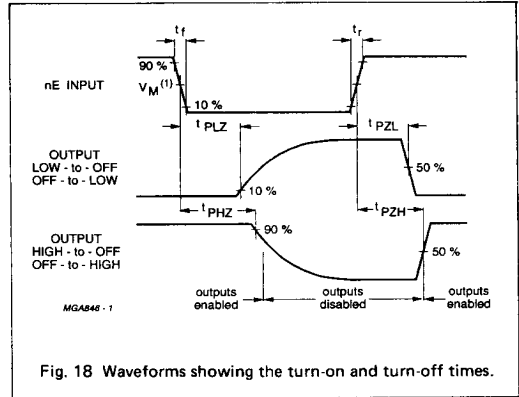 tf
tr
90 %
nE INPUT
VM(1)
10 %
tPLZ
tPZL
OUTPUT
LOW - to - OFF
OFF - to - LOW
50 %
10 %
tPHZ
tPZH
90 %
OUTPUT
HIGH - to - OFF
OFF - to - HIGH
50 %
outputs
enabled
outputs
disabled
outputs
enabled
MGA846 - 1
Fig. 18 Waveforms showing the turn-on and turn-off times.